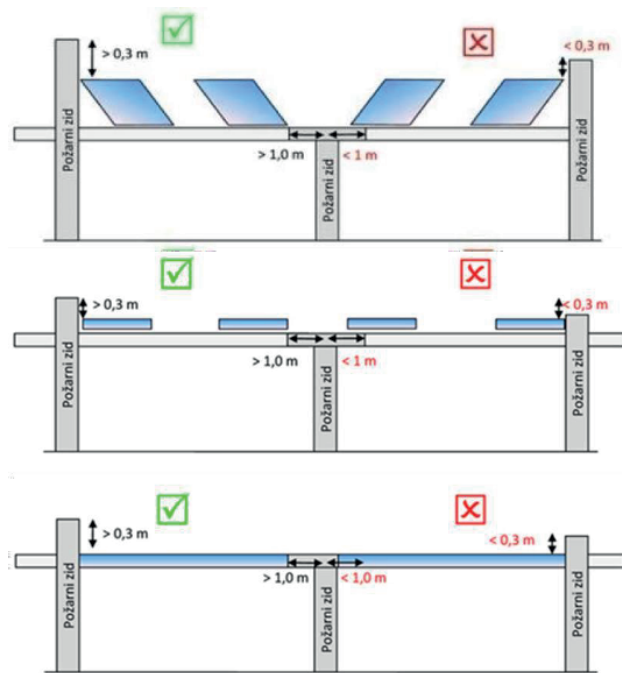 > 0,3 m
< 0,3 m
Požarni zid
> 1,0 m
< 1 m
Požarni zid
Požarni zid
> 0,3 m
< 0,3 m
Požarni zid
> 1,0 m
< 1 m
Požarni zid
Požarni zid
> 0,3 m
< 0,3 m
Požarni zid
> 1,0 m
< 1,0 m
Požarni zid
Požarni zid